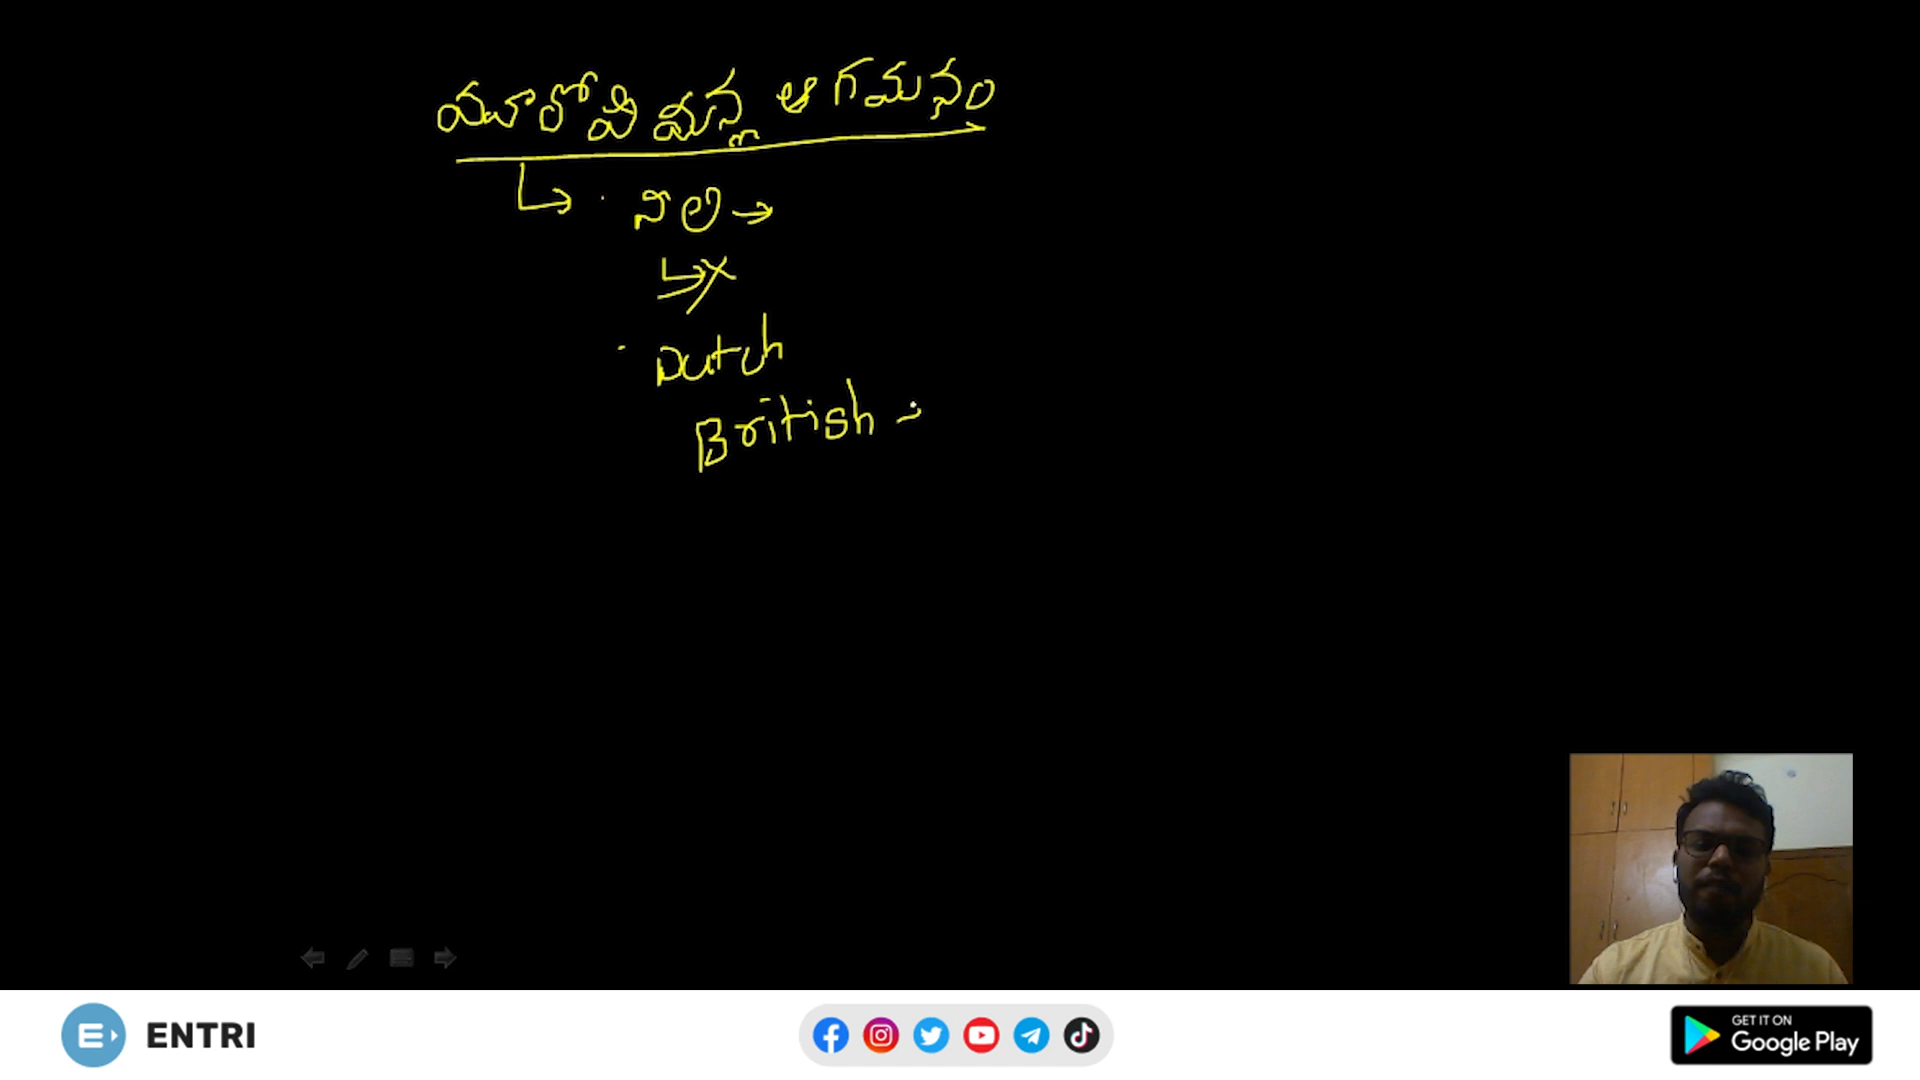 యూరోపియన్ల ఆగమనం
నీలి →
Dutch
British
ENTRI
GET IT ON
Google Play